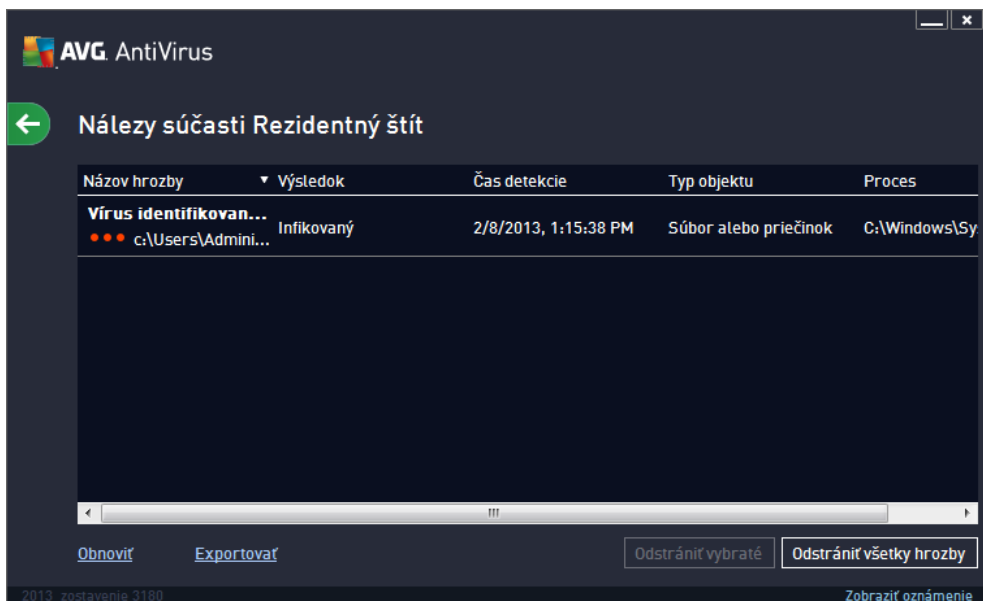 AVG. AntiVirus
Nálezy súčasti Rezidentný štít
Názov hrozby Výsledok Čas detekcie Typ objektu Proces
Vírus identifikovan...
c:\Users\Admini... Infikovaný 2/8/2013, 1:15:38 PM Súbor alebo priečinok C:\Windows\Sy
Obnoviť Exportovať Odstrániť vybraté Odstrániť všetky hrozby
2013 zostavenie 3180 Zobraziť oznámenie